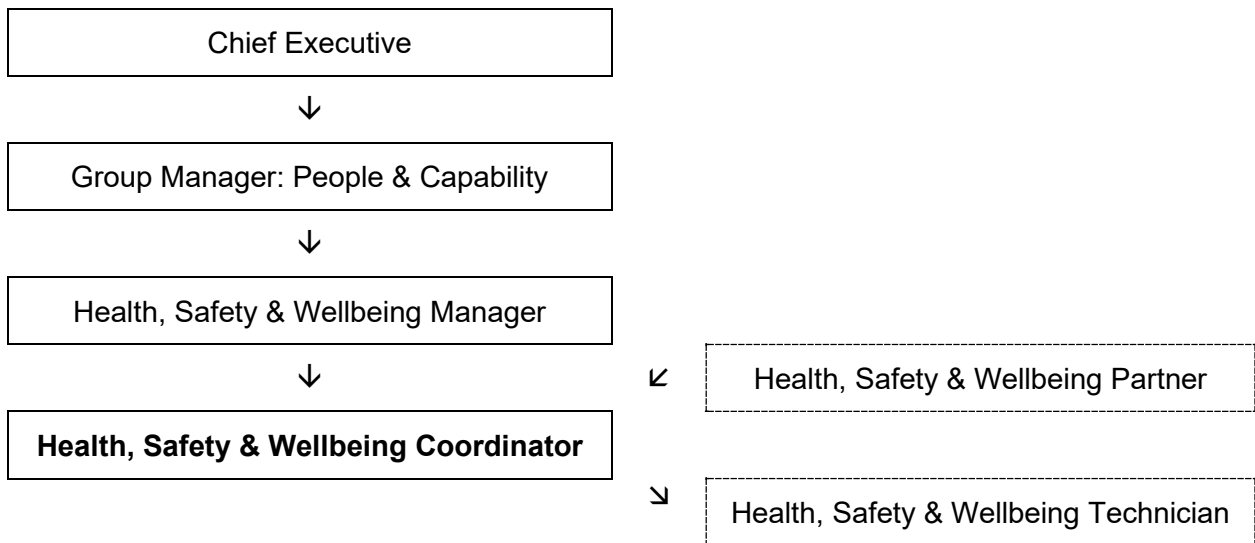 Chief Executive
↓
Group Manager: People & Capability
↓
Health, Safety & Wellbeing Manager
↓
↙ Health, Safety & Wellbeing Partner
Health, Safety & Wellbeing Coordinator
↘ Health, Safety & Wellbeing Technician